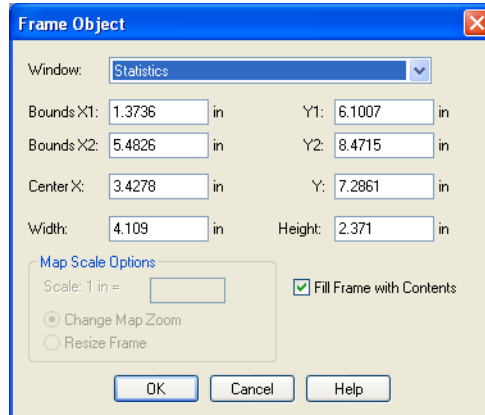 Frame Object
Window: Statistics
Bounds X1: 1.3736 in Y1: 6.1007 in
Bounds X2: 5.4826 in Y2: 8.4715 in
Center X: 3.4278 in Y: 7.2861 in
Width: 4.109 in Height: 2.371 in
Map Scale Options
Scale: 1 in =
Fill Frame with Contents
Change Map Zoom
Resize Frame
OK Cancel Help